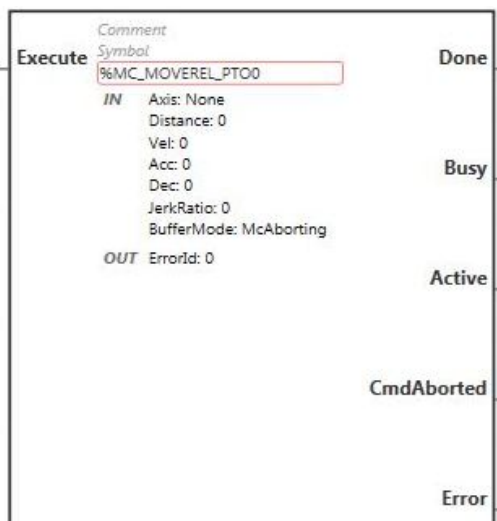 Comment
Symbol
Execute
Done
%MC_MOVEREL_PTO0
IN Axis: None
Distance: 0
Vel: 0
Acc: 0
Dec: 0
JerkRatio: 0
BufferMode: McAborting
OUT ErrorId: 0
Busy
Active
CmdAborted
Error